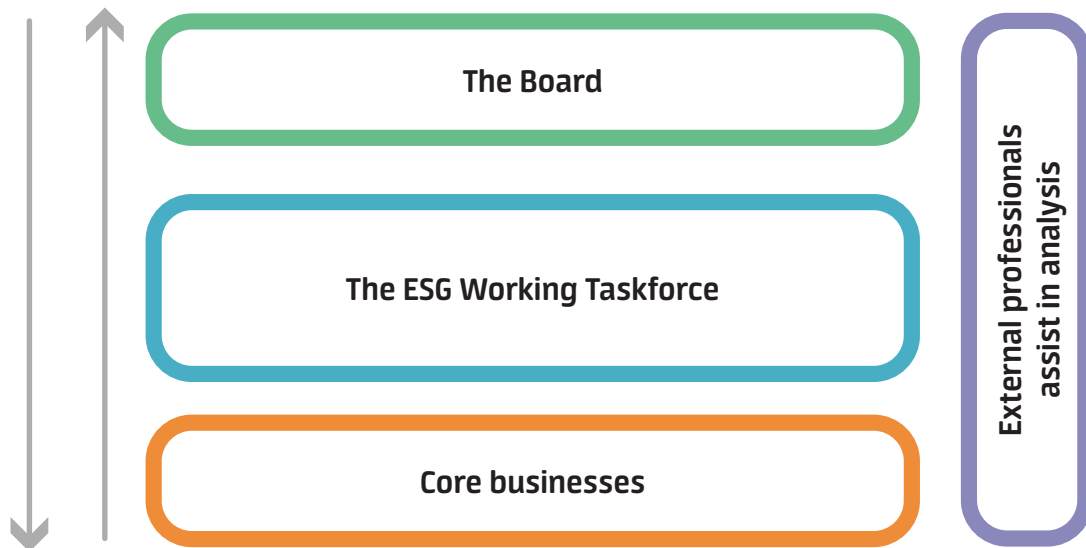 The Board
The ESG Working Taskforce
Core businesses
External professionals
assist in analysis